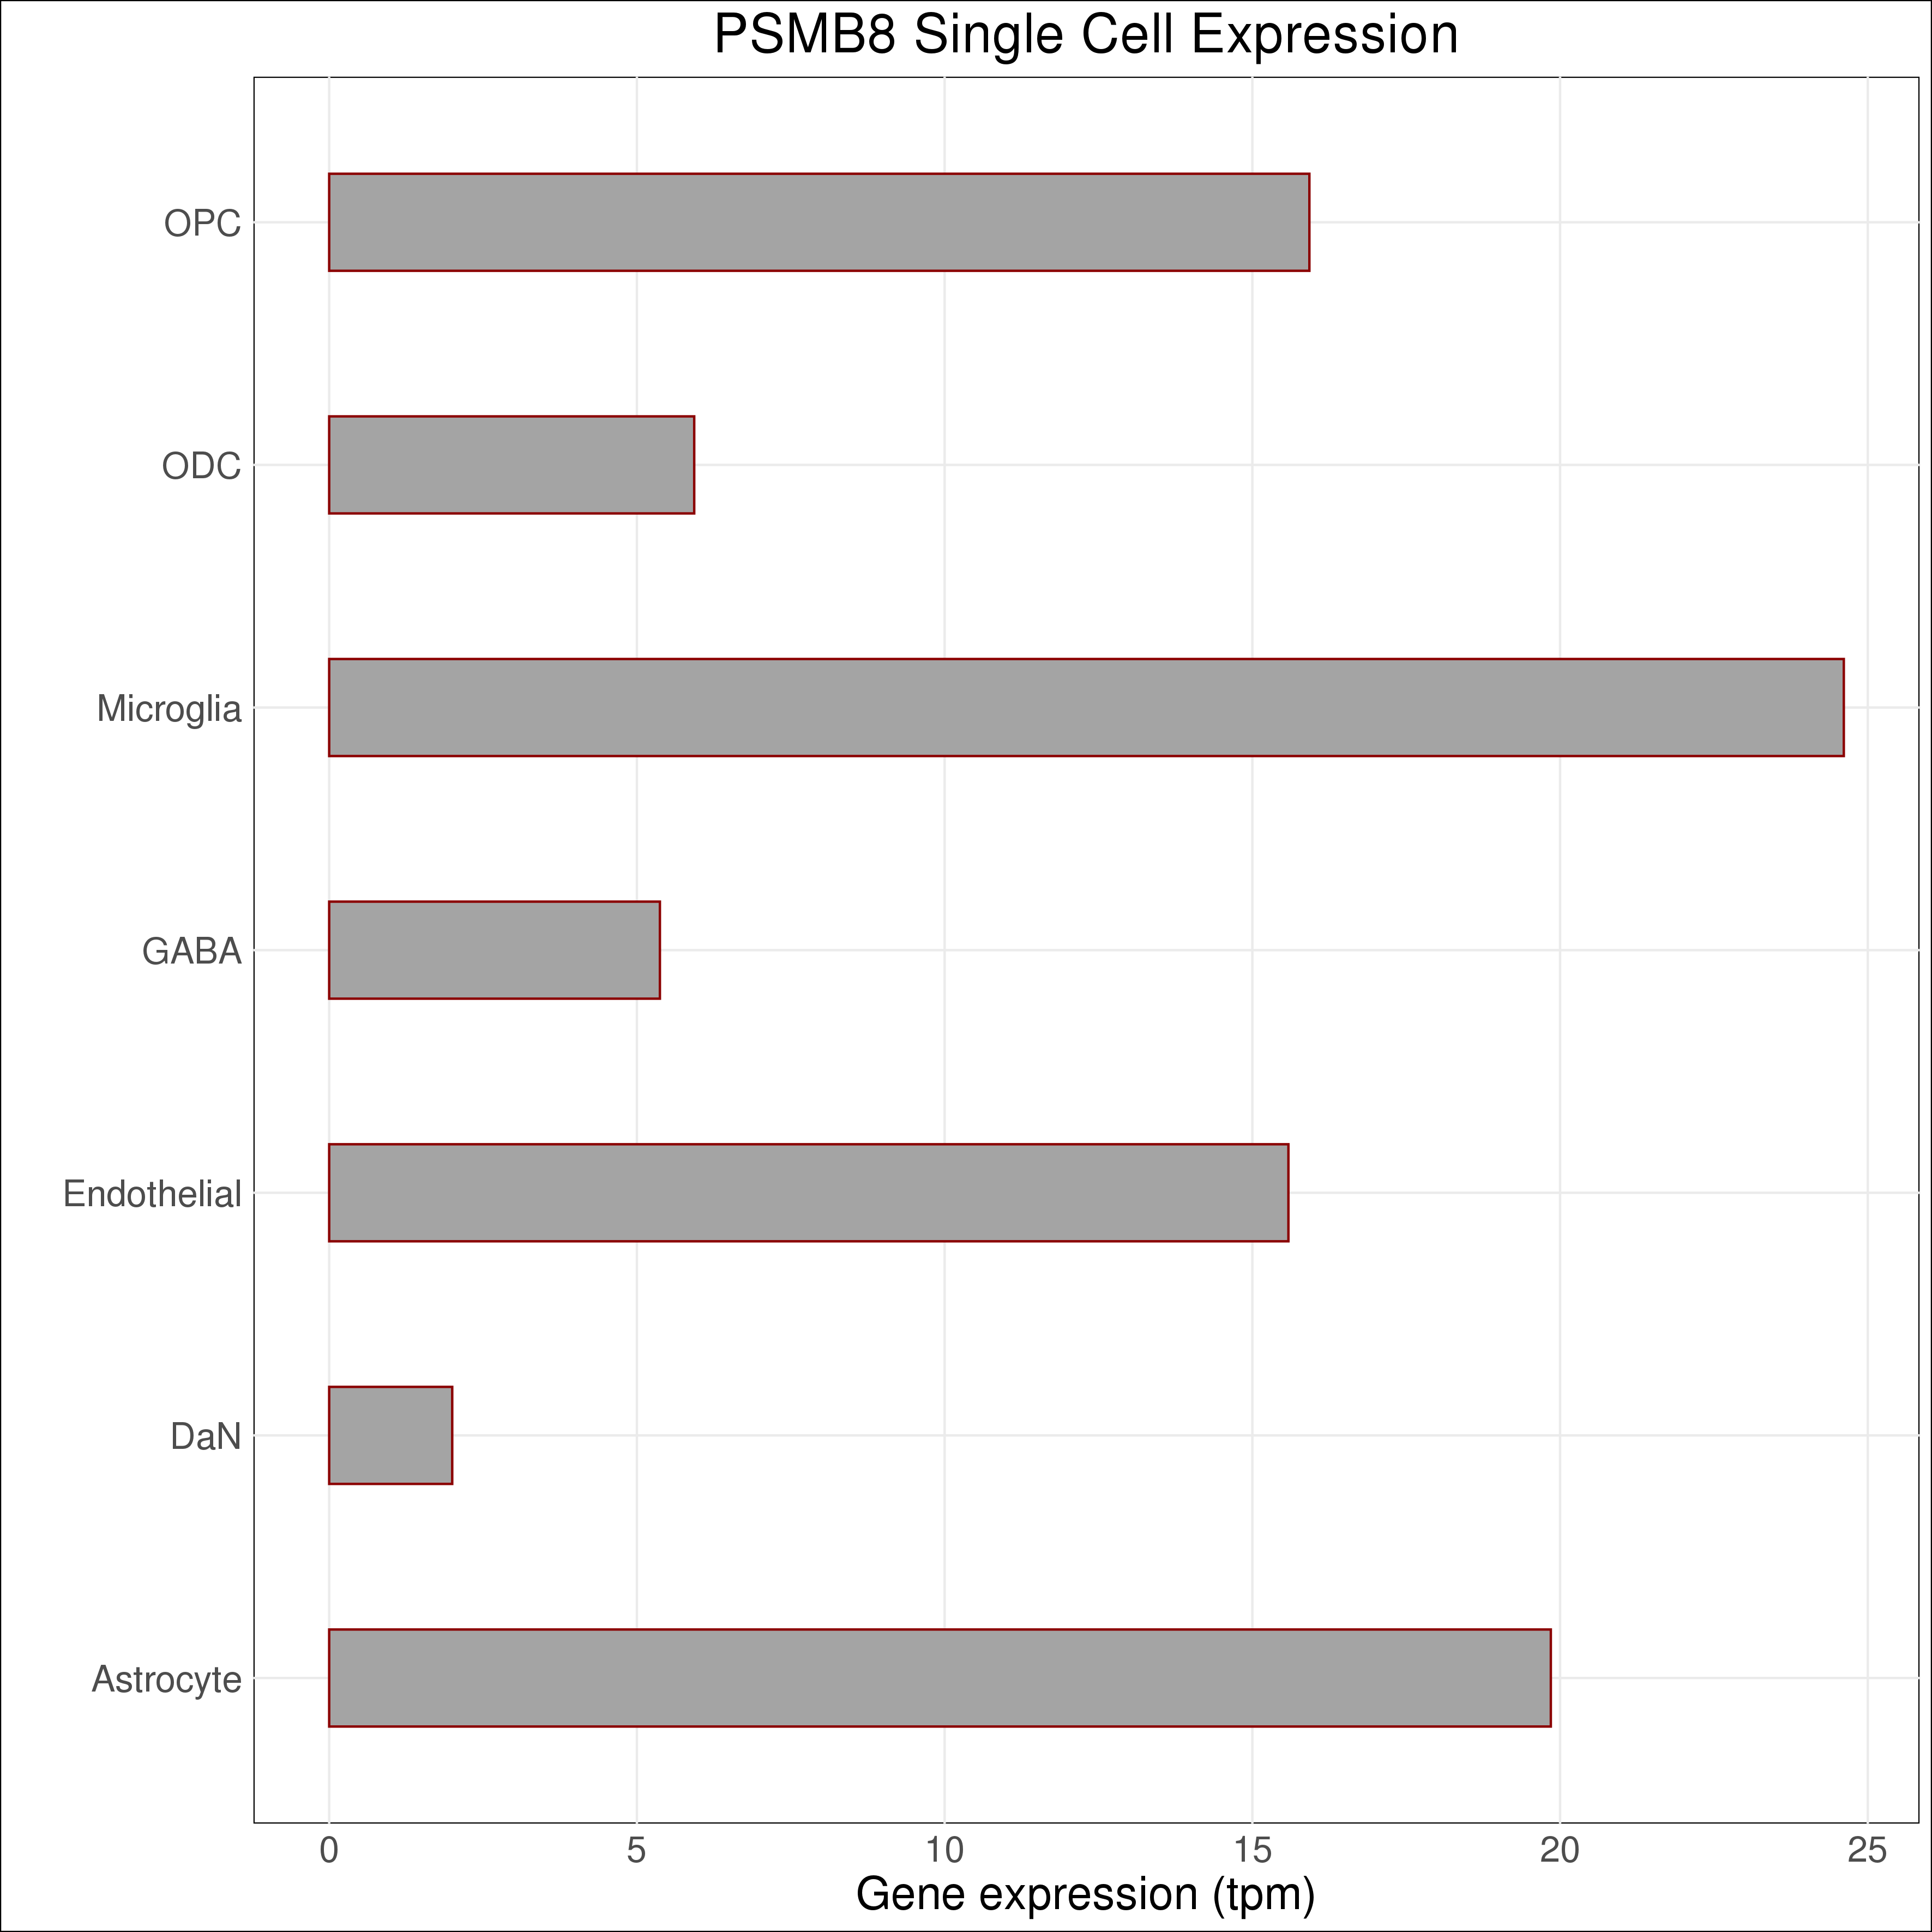 PSMB8 Single Cell Expression
OPC
ODC
Microglia
GABA
Endothelial
DaN
Astrocyte
0 5 10 15 20 25
Gene expression (tpm)